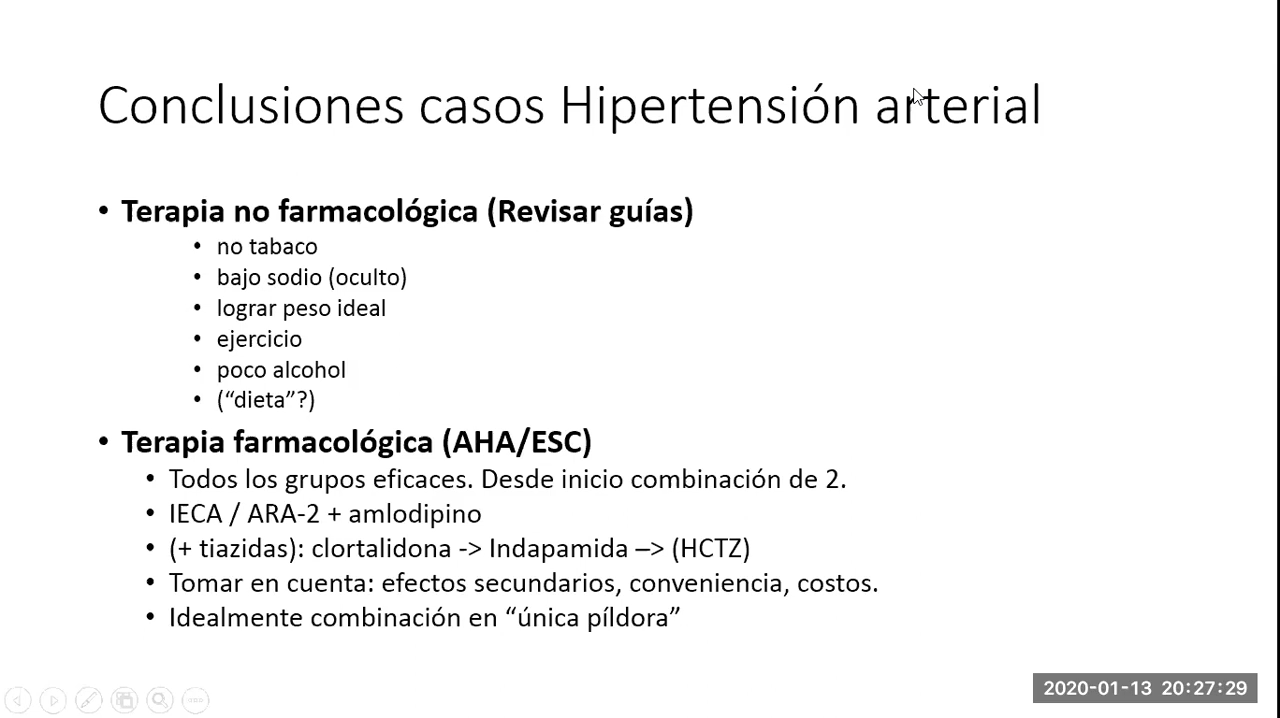 Conclusiones casos Hipertensión arterial
• Terapia no farmacológica (Revisar guías)
• no tabaco
• bajo sodio (oculto)
• lograr peso ideal
• ejercicio
• poco alcohol
• (“dieta”?)
• Terapia farmacológica (AHA/ESC)
• Todos los grupos eficaces. Desde inicio combinación de 2.
• IECA / ARA-2 + amlodipino
• (+ tiazidas): clortalidona -> Indapamida –> (HCTZ)
• Tomar en cuenta: efectos secundarios, conveniencia, costos.
• Idealmente combinación en “única píldora”
2020-01-13 20:27:29